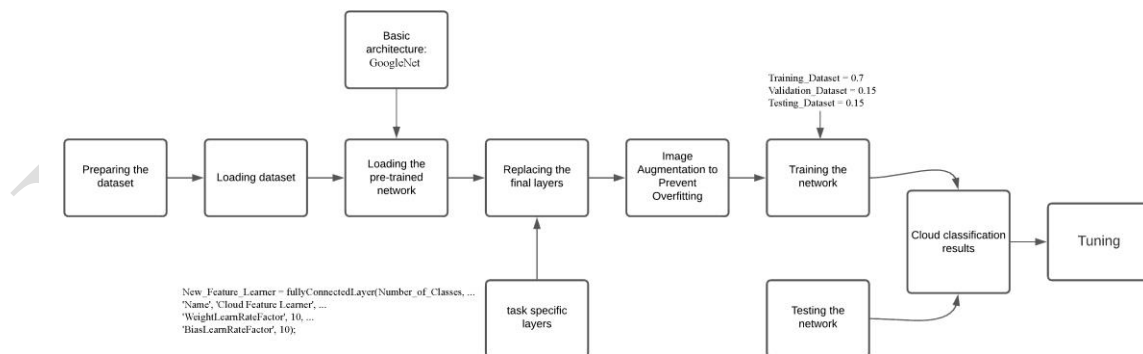 Basic
architecture:
GoogleNet
Training_Dataset = 0.7
Validation_Dataset = 0.15
Testing_Dataset = 0.15
Preparing the
dataset
Loading dataset
Loading the
pre-trained
network
Replacing the
final layers
Image
Augmentation to
Prevent
Overfitting
Training the
network
Cloud classification
results
Tuning
New_Feature_Learner = fullyConnectedLayer(Number_of_Classes, ...
'Name', 'Cloud Feature Learner', ...
'WeightLearnRateFactor', 10, ...
'BiasLearnRateFactor', 10);
task specific
layers
Testing the
network